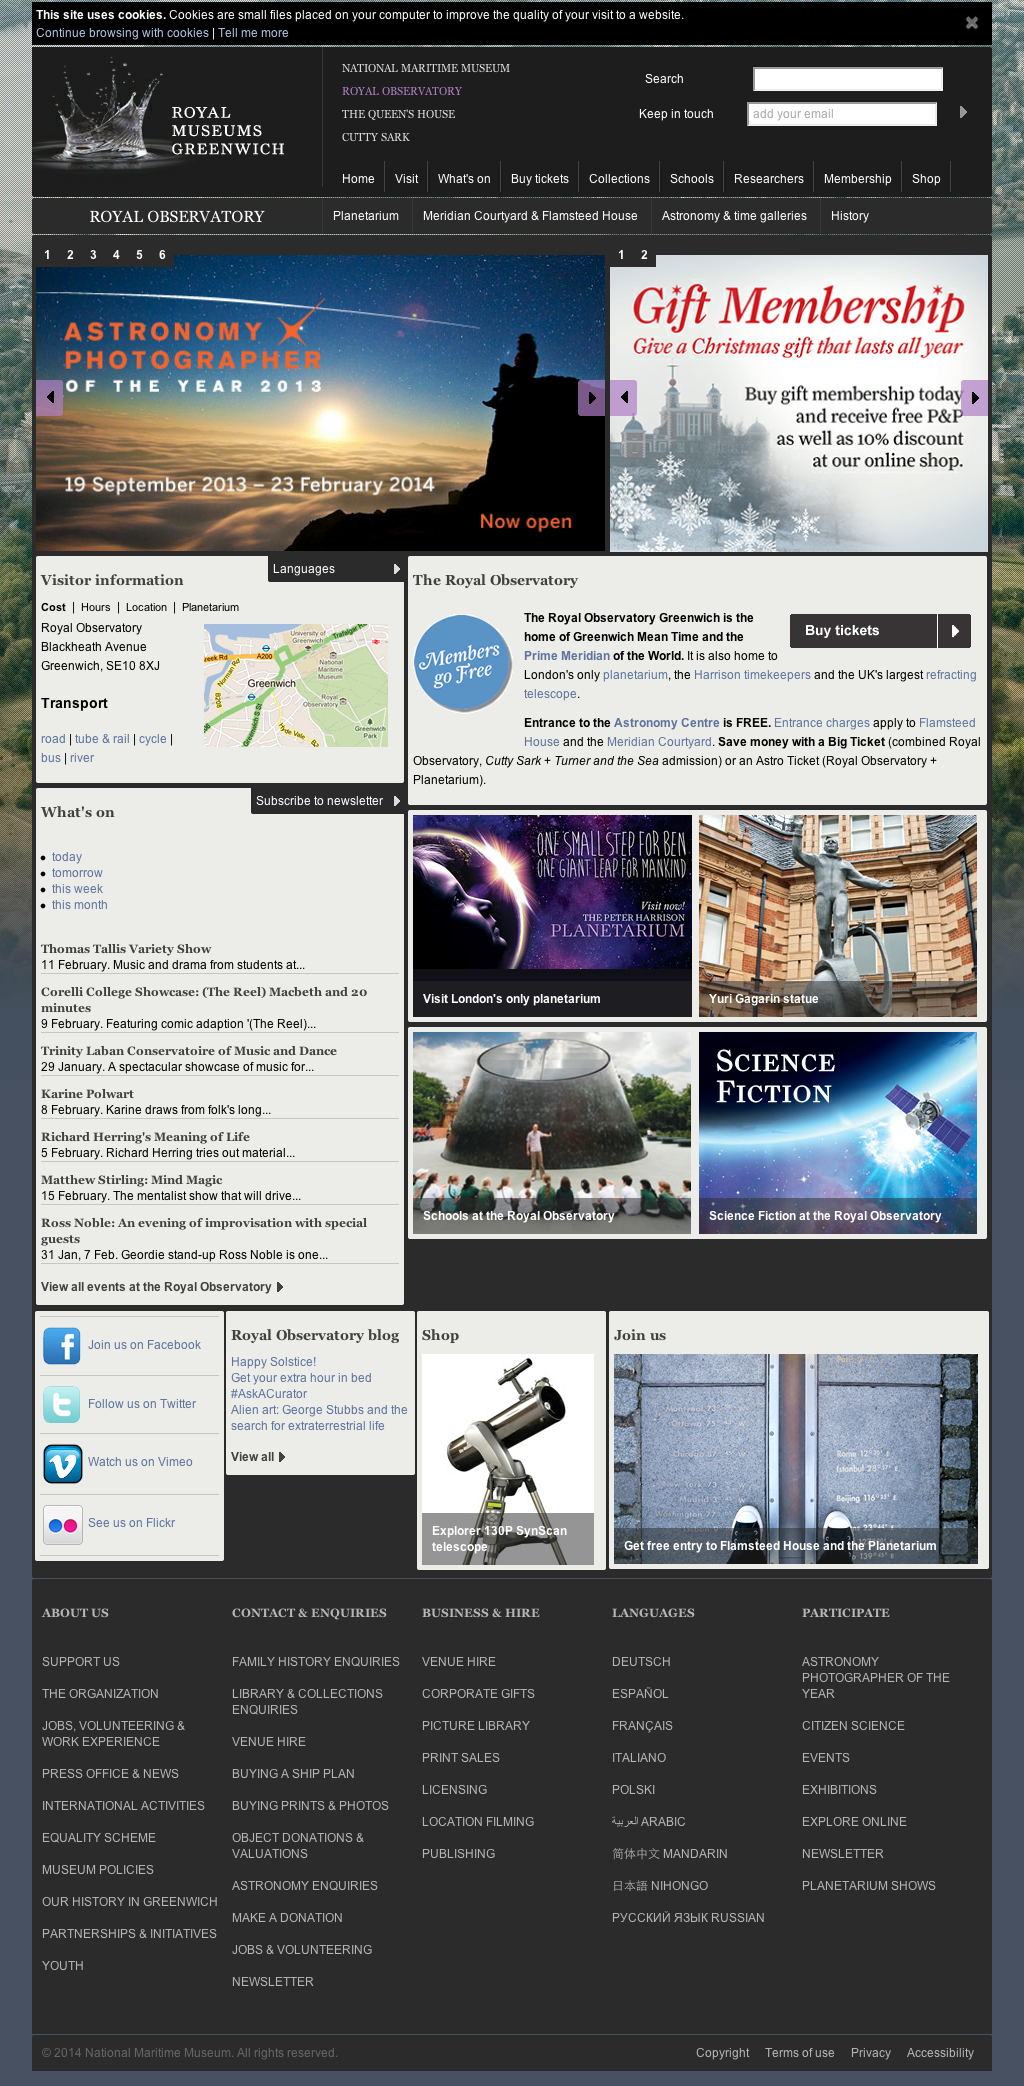 This site uses cookies. Cookies are small files placed on your computer to improve the quality of your visit to a website.
Continue browsing with cookies | Tell me more
ROYAL
MUSEUMS
GREENWICH
NATIONAL MARITIME MUSEUM
ROYAL OBSERVATORY
THE QUEEN'S HOUSE
CUTTY SARK
Search
Keep in touch
add your email
Home
Visit
What's on
Buy tickets
Collections
Schools
Researchers
Membership
Shop
ROYAL OBSERVATORY
Planetarium
Meridian Courtyard & Flamsteed House
Astronomy & time galleries
History
1 2 3 4 5 6
ASTRONOMY
PHOTOGRAPHER
OF THE YEAR 2013
19 September 2013 – 23 February 2014
Now open
1 2
Gift Membership
Give a Christmas gift that lasts all year
Buy gift membership today
and receive free P&P
as well as 10% discount
at our online shop.
Visitor information
Languages
Cost | Hours | Location | Planetarium
Royal Observatory
Blackheath Avenue
Greenwich, SE10 8XJ
Transport
road | tube & rail | cycle |
bus | river
University of
Greenwich
Trafalgar R
reek Rd
A200
Norman R
National
Maritime
Museum
Greenwich
Royal
Observatory
Greenwich S
Hyde Vale
Greenwich
Park
The Royal Observatory
Members
go Free
The Royal Observatory Greenwich is the
home of Greenwich Mean Time and the
Prime Meridian of the World. It is also home to
London's only planetarium, the Harrison timekeepers and the UK's largest refracting
telescope.
Buy tickets
Entrance to the Astronomy Centre is FREE. Entrance charges apply to Flamsteed
House and the Meridian Courtyard. Save money with a Big Ticket (combined Royal
Observatory, Cutty Sark + Turner and the Sea admission) or an Astro Ticket (Royal Observatory +
Planetarium).
What's on
Subscribe to newsletter
today
tomorrow
this week
this month
Thomas Tallis Variety Show
11 February. Music and drama from students at...
Corelli College Showcase: (The Reel) Macbeth and 20
minutes
9 February. Featuring comic adaption '(The Reel)...
Trinity Laban Conservatoire of Music and Dance
29 January. A spectacular showcase of music for...
Karine Polwart
8 February. Karine draws from folk's long...
Richard Herring's Meaning of Life
5 February. Richard Herring tries out material...
Matthew Stirling: Mind Magic
15 February. The mentalist show that will drive...
Ross Noble: An evening of improvisation with special
guests
31 Jan, 7 Feb. Geordie stand-up Ross Noble is one...
View all events at the Royal Observatory
ONE SMALL STEP FOR BEN
ONE GIANT LEAP FOR MANKIND
Visit now!
THE PETER HARRISON
PLANETARIUM
Visit London's only planetarium
Yuri Gagarin statue
Schools at the Royal Observatory
SCIENCE
FICTION
Science Fiction at the Royal Observatory
Join us on Facebook
Follow us on Twitter
Watch us on Vimeo
See us on Flickr
Royal Observatory blog
Happy Solstice!
Get your extra hour in bed
#AskACurator
Alien art: George Stubbs and the
search for extraterrestrial life
View all
Shop
Explorer 130P SynScan
telescope
Join us
Rome 12°
Istanbul 28°
Beijing 116°
Get free entry to Flamsteed House and the Planetarium
ABOUT US
SUPPORT US
THE ORGANIZATION
JOBS, VOLUNTEERING &
WORK EXPERIENCE
PRESS OFFICE & NEWS
INTERNATIONAL ACTIVITIES
EQUALITY SCHEME
MUSEUM POLICIES
OUR HISTORY IN GREENWICH
PARTNERSHIPS & INITIATIVES
YOUTH
CONTACT & ENQUIRIES
FAMILY HISTORY ENQUIRIES
LIBRARY & COLLECTIONS
ENQUIRIES
VENUE HIRE
BUYING A SHIP PLAN
BUYING PRINTS & PHOTOS
OBJECT DONATIONS &
VALUATIONS
ASTRONOMY ENQUIRIES
MAKE A DONATION
JOBS & VOLUNTEERING
NEWSLETTER
BUSINESS & HIRE
VENUE HIRE
CORPORATE GIFTS
PICTURE LIBRARY
PRINT SALES
LICENSING
LOCATION FILMING
PUBLISHING
LANGUAGES
DEUTSCH
ESPAÑOL
FRANÇAIS
ITALIANO
POLSKI
العربية ARABIC
简体中文 MANDARIN
日本語 NIHONGO
РУССКИЙ ЯЗЫК RUSSIAN
PARTICIPATE
ASTRONOMY
PHOTOGRAPHER OF THE
YEAR
CITIZEN SCIENCE
EVENTS
EXHIBITIONS
EXPLORE ONLINE
NEWSLETTER
PLANETARIUM SHOWS
© 2014 National Maritime Museum. All rights reserved.
Copyright
Terms of use
Privacy
Accessibility